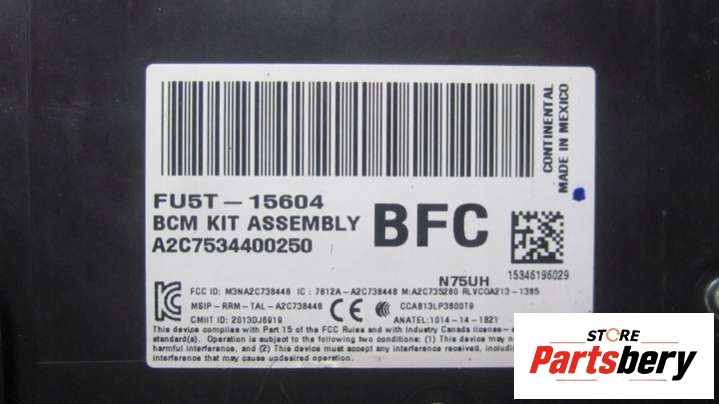 CONTINENTAL
MADE IN MEXICO
FU5T-15604
BCM KIT ASSEMBLY
A2C7534400250
BFC
15346196029
N75UH
FCC ID: M3NA2C738448 IC: 7812A-A2C738448 M:A2C735280 RLVCOA213-1385
MSIP-RRM-TAL-A2C738448 CE CCAB13LP3800T9
CMIIT ID: 2013DJ6919 ANATEL:1014-14-1821
This device complies with Part 15 of the FCC Rules and with Industry Canada license-
standard(s). Operation is subject to the following two conditions: (1) This device may
harmful interference, and (2) This device must accept any interference received, including
interference that may cause undesired operation.
STORE
Partsbery